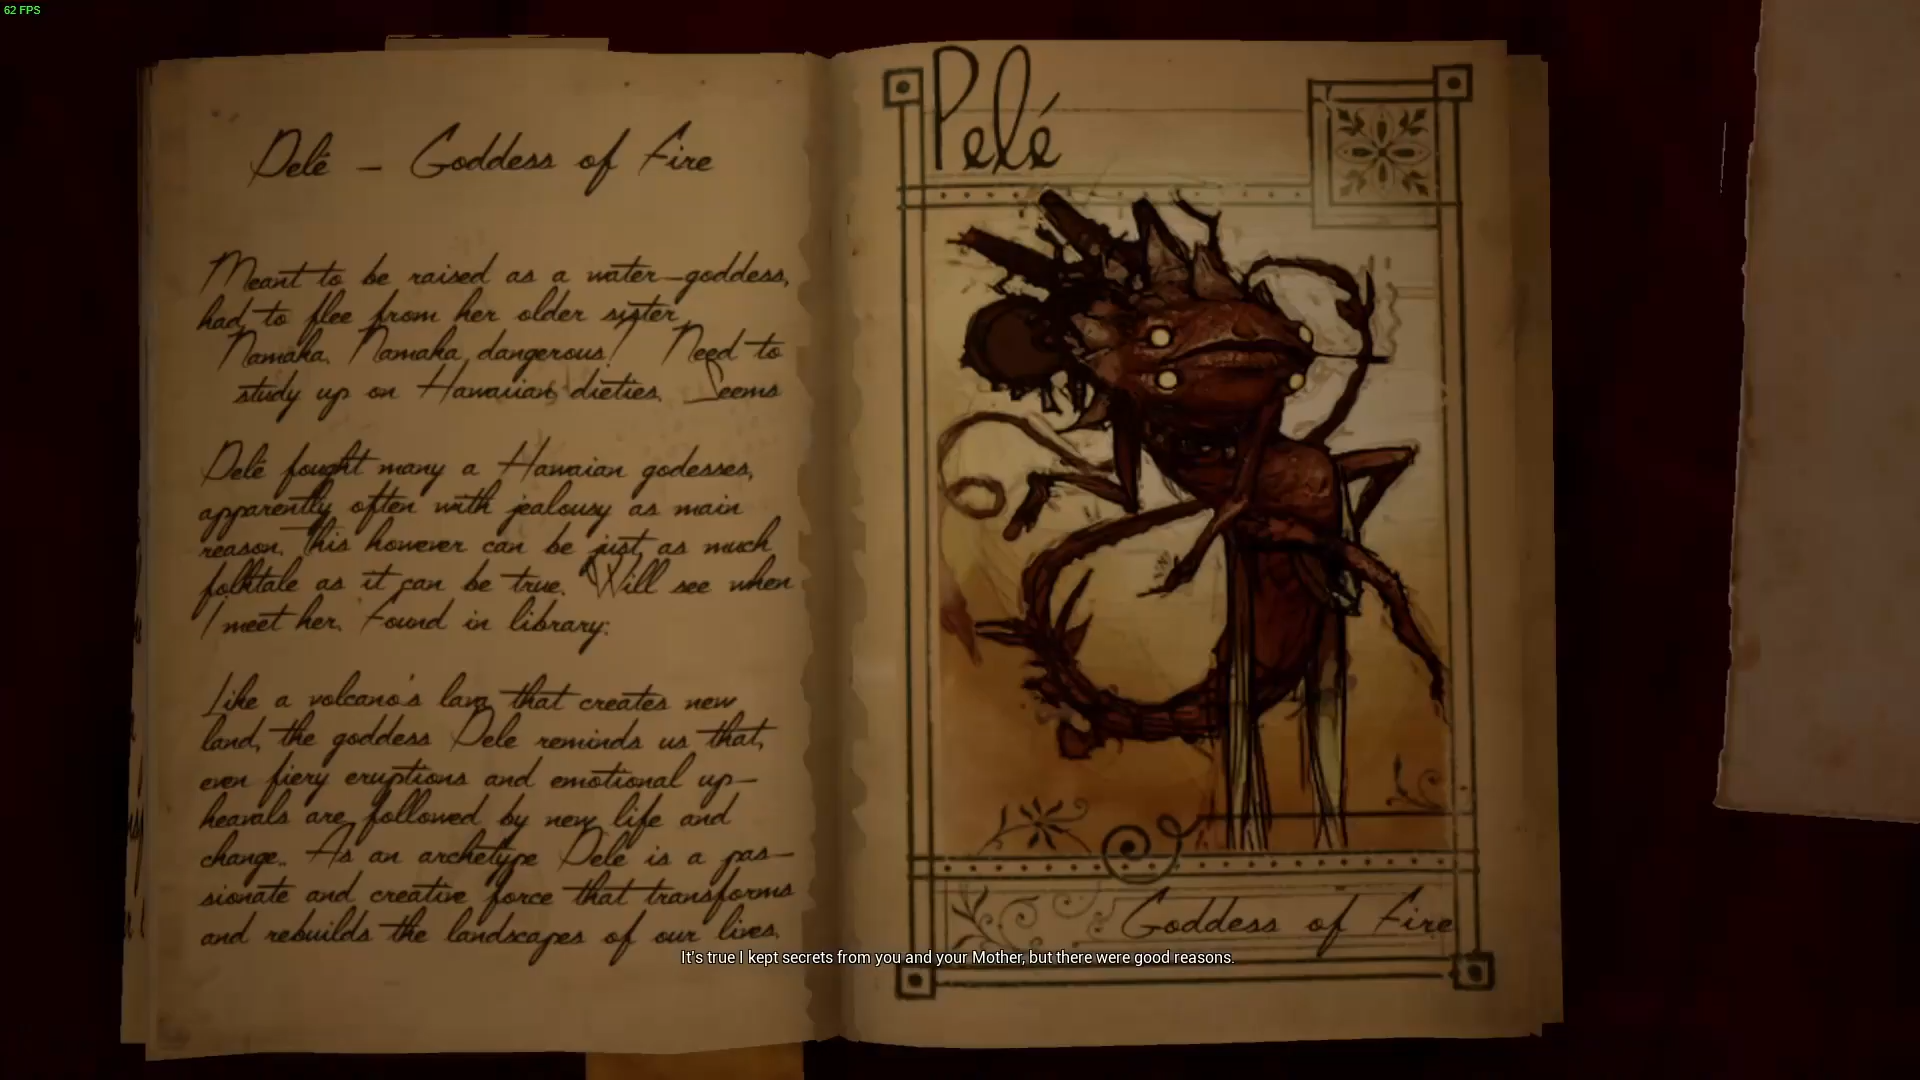 62 FPS
Pelé - Goddess of Fire
Meant to be raised as a water-goddess,
had to flee from her older sister
Namaka. Namaka dangerous! Need to
study up on Hawaiian dieties. Seems
Pelé fought many a Hawaian godesses,
apparently often with jealousy as main
reason. This however can be just as much
folktale as it can be true. Will see when
I meet her. Found in library:
Like a volcano's lava that creates new
land, the goddess Pele reminds us that,
even fiery eruptions and emotional up-
heavals are followed by new life and
change.. As an archetype Pele is a pas-
sionate and creative force that transforms
and rebuilds the landscapes of our lives.
Pelé
Goddess of Fire
It's true I kept secrets from you and your Mother, but there were good reasons.